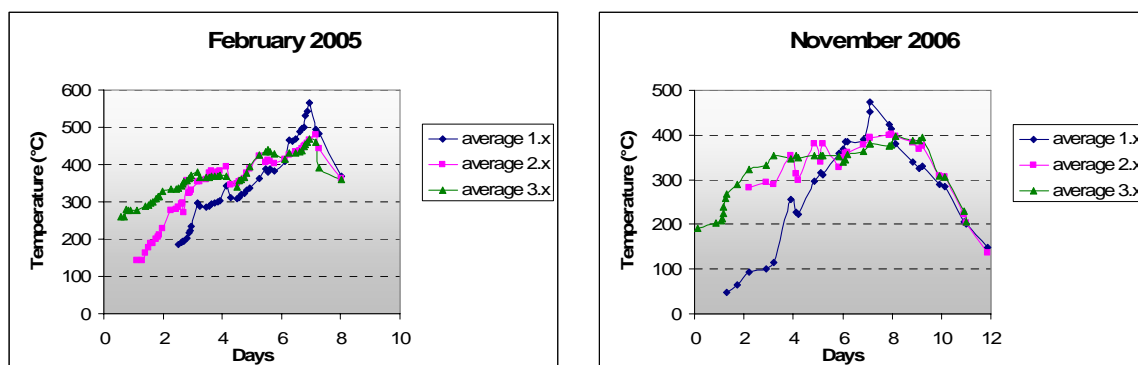 February 2005
600
500
400
300
200
100
0
0 2 4 6 8 10
Temperature (°C)
Days
average 1.x
average 2.x
average 3.x
November 2006
500
400
300
200
100
0
0 2 4 6 8 10 12
Temperature (°C)
Days
average 1.x
average 2.x
average 3.x